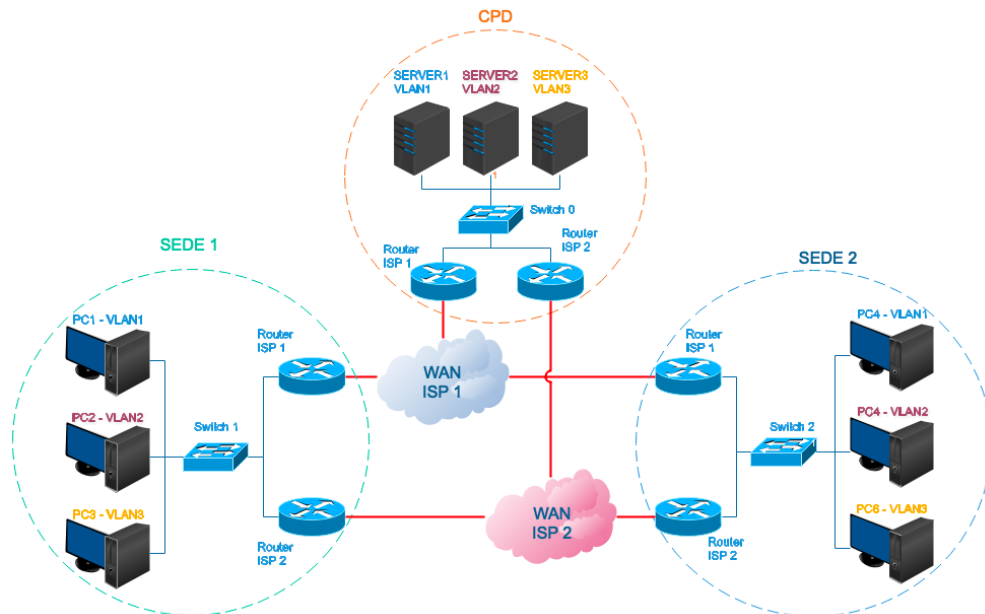 CPD
SERVER1
VLAN1
SERVER2
VLAN2
SERVER3
VLAN3
1
Switch 0
Router
ISP 1
Router
ISP 2
SEDE 1
PC1 - VLAN1
PC2 - VLAN2
PC3 - VLAN3
Switch 1
Router
ISP 1
Router
ISP 2
WAN
ISP 1
WAN
ISP 2
SEDE 2
Router
ISP 1
Router
ISP 2
Switch 2
PC4 - VLAN1
PC4 - VLAN2
PC6 - VLAN3